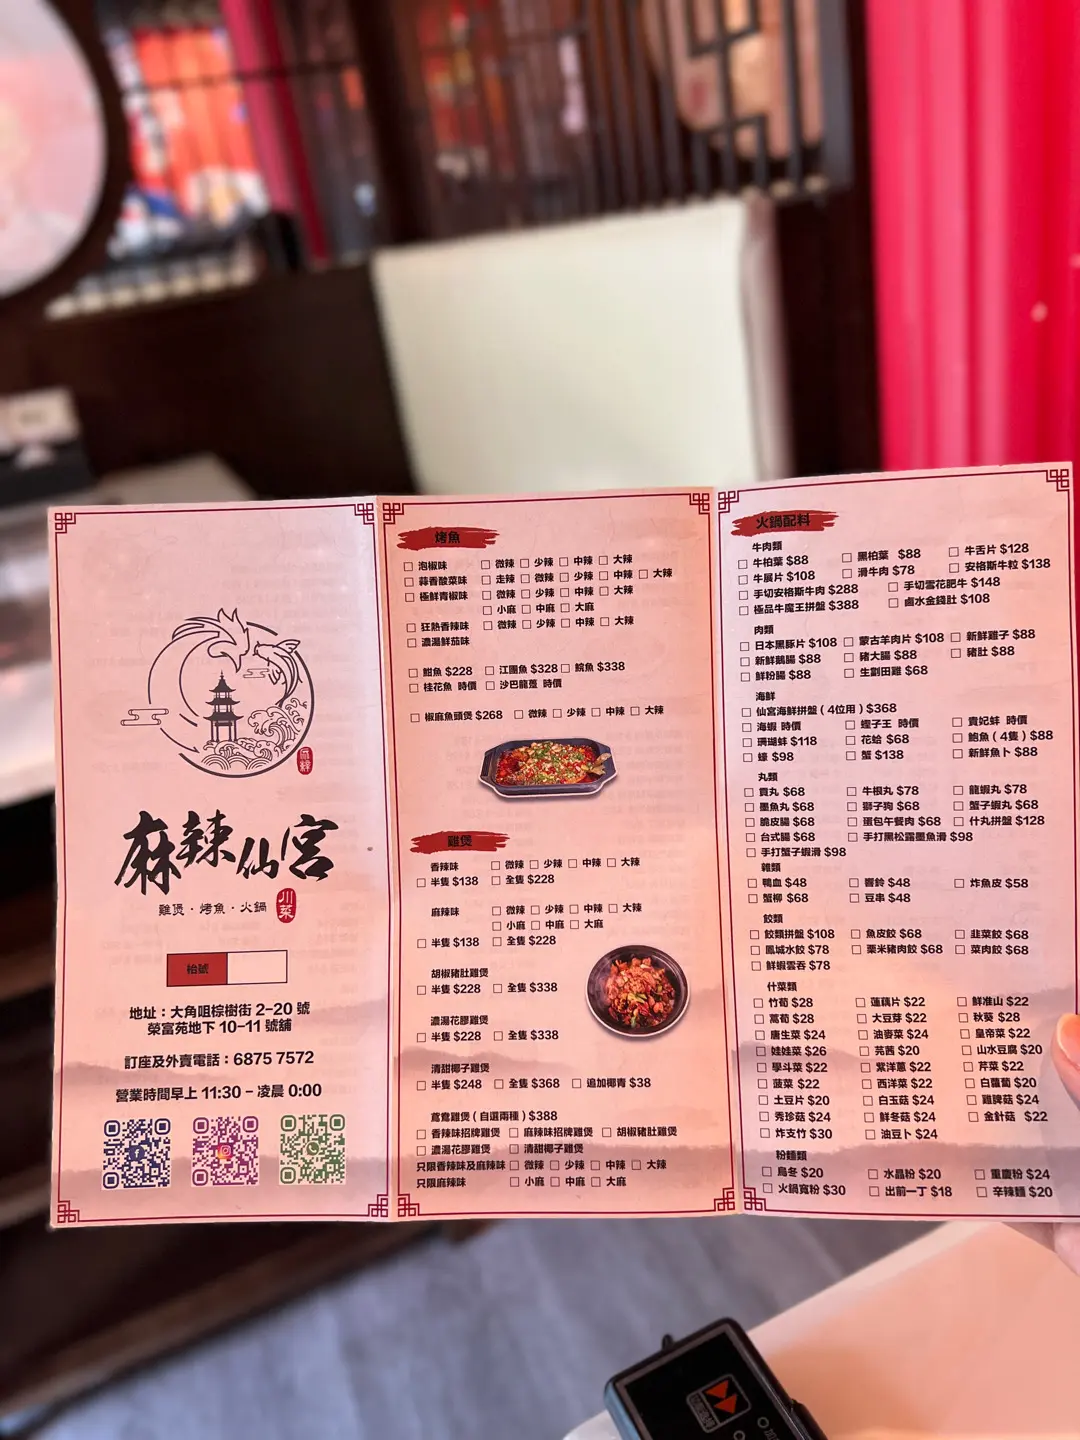 麻辣
麻辣仙宮
雞煲·烤魚·火鍋
川菜
枱號
地址：大角咀棕樹街 2-20 號
榮富苑地下 10-11 號舖
訂座及外賣電話：6875 7572
營業時間早上 11:30 - 凌晨 0:00
烤魚
泡椒味 微辣 少辣 中辣 大辣
蒜香酸菜味 走辣 微辣 少辣 中辣 大辣
極鮮青椒味 微辣 少辣 中辣 大辣
小麻 中麻 大麻
狂熱香辣味 微辣 少辣 中辣 大辣
濃湯鮮茄味
鮒魚 $228 江團魚 $328 鯇魚 $338
桂花魚 時價 沙巴龍躉 時價
椒麻魚頭煲 $268 微辣 少辣 中辣 大辣
雞煲
香辣味 微辣 少辣 中辣 大辣
半隻 $138 全隻 $228
麻辣味 微辣 少辣 中辣 大辣
小麻 中麻 大麻
半隻 $138 全隻 $228
胡椒豬肚雞煲
半隻 $228 全隻 $338
濃湯花膠雞煲
半隻 $228 全隻 $338
清甜椰子雞煲
半隻 $248 全隻 $368 追加椰青 $38
鴛鴦雞煲 ( 自選兩種 ) $388
香辣味招牌雞煲 麻辣味招牌雞煲 胡椒豬肚雞煲
濃湯花膠雞煲 清甜椰子雞煲
只限香辣味及麻辣味 微辣 少辣 中辣 大辣
只限麻辣味 小麻 中麻 大麻
火鍋配料
牛肉類
牛柏葉 $88 黑柏葉 $88 牛舌片 $128
牛展片 $108 滑牛肉 $78 安格斯牛粒 $138
手切安格斯牛肉 $288 手切雪花肥牛 $148
極品牛魔王拼盤 $388 鹵水金錢肚 $108
肉類
日本黑豚片 $108 蒙古羊肉片 $108 新鮮雞子 $88
新鮮鵝腸 $88 豬大腸 $88 豬肚 $88
鮮粉腸 $88 生劏田雞 $68
海鮮
仙宮海鮮拼盤 ( 4位用 ) $368
海蝦 時價 蟶子王 時價 貴妃蚌 時價
珊瑚蚌 $118 花蛤 $68 鮑魚 ( 4隻 ) $88
蠔 $98 蟹 $138 新鮮魚卜 $88
丸類
貢丸 $68 牛根丸 $78 龍蝦丸 $78
墨魚丸 $68 獅子狗 $68 蟹子蝦丸 $68
脆皮腸 $68 蛋包午餐肉 $68 什丸拼盤 $128
台式腸 $68 手打黑松露墨魚滑 $98
手打蟹子蝦滑 $98
雜類
鴨血 $48 響鈴 $48 炸魚皮 $58
蟹柳 $68 豆串 $48
餃類
餃類拼盤 $108 魚皮餃 $68 韭菜餃 $68
鳳城水餃 $78 粟米豬肉餃 $68 菜肉餃 $68
鮮蝦雲吞 $78
什菜類
竹荀 $28 蓮藕片 $22 鮮准山 $22
萵荀 $28 大豆芽 $22 秋葵 $28
唐生菜 $24 油麥菜 $24 皇帝菜 $22
娃娃菜 $26 芫茜 $20 山水豆腐 $20
學斗菜 $22 紫洋蔥 $22 芹菜 $22
菠菜 $22 西洋菜 $22 白蘿蔔 $20
土豆片 $20 白玉菇 $24 雞脾菇 $24
秀珍菇 $24 鮮冬菇 $24 金針菇 $22
炸支竹 $30 油豆卜 $24
粉麵類
烏冬 $20 水晶粉 $20 重慶粉 $24
火鍋寬粉 $30 出前一丁 $18 辛辣麵 $20